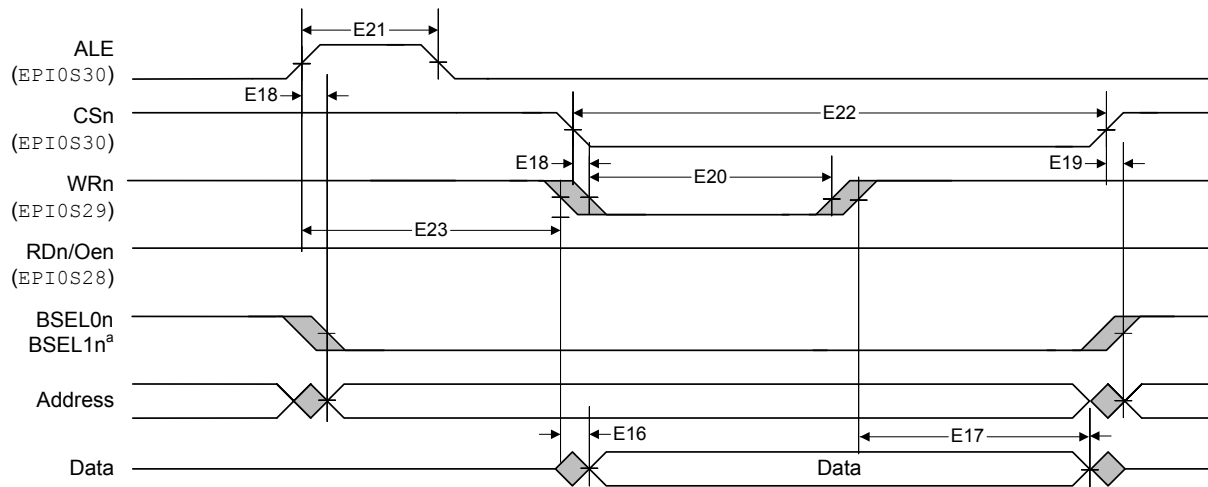 E21
ALE
(EPI0S30)
E18
CSn
E22
(EPI0S30)
E18
E19
WRn
E20
(EPI0S29)
E23
RDn/Oen
(EPI0S28)
BSEL0n
BSEL1nª
Address
E16
E17
Data
Data